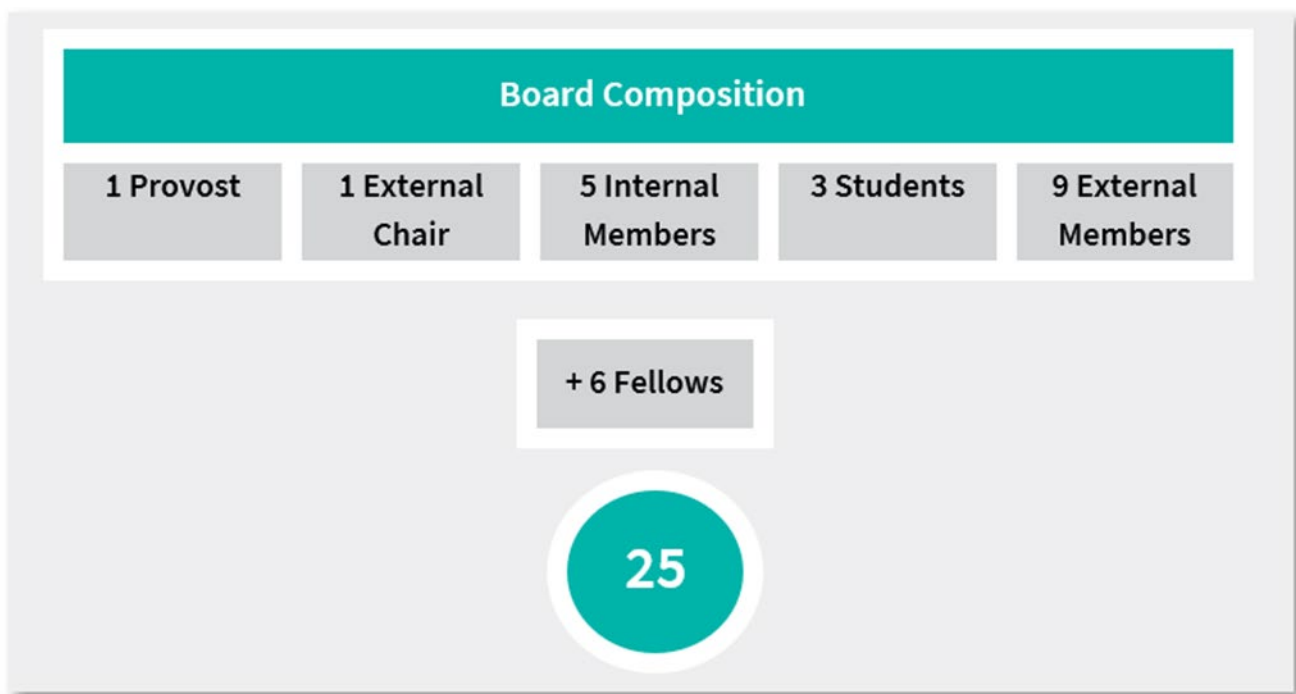 Board Composition
1 Provost
1 External
Chair
5 Internal
Members
3 Students
9 External
Members
+ 6 Fellows
25